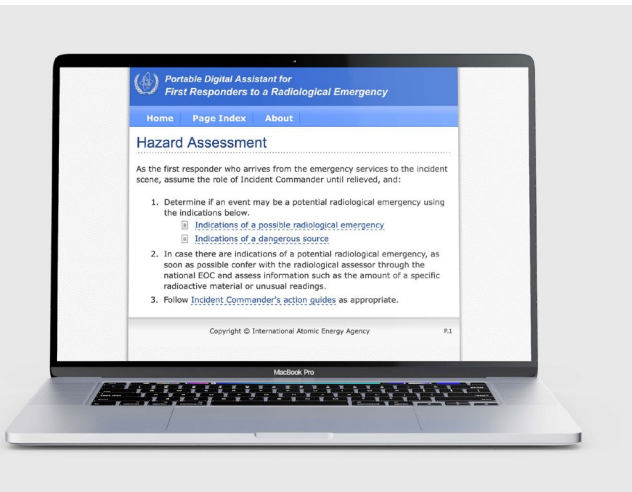 Portable Digital Assistant for
First Responders to a Radiological Emergency
Home Page Index About
Hazard Assessment
As the first responder who arrives from the emergency services to the incident
scene, assume the role of Incident Commander until relieved, and:
1. Determine if an event may be a potential radiological emergency using
the indications below.
Indications of a possible radiological emergency
Indications of a dangerous source
2. In case there are indications of a potential radiological emergency, as
soon as possible confer with the radiological assessor through the
national EOC and assess information such as the amount of a specific
radioactive material or unusual readings.
3. Follow Incident Commander's action guides as appropriate.
Copyright © International Atomic Energy Agency P.1
MacBook Pro